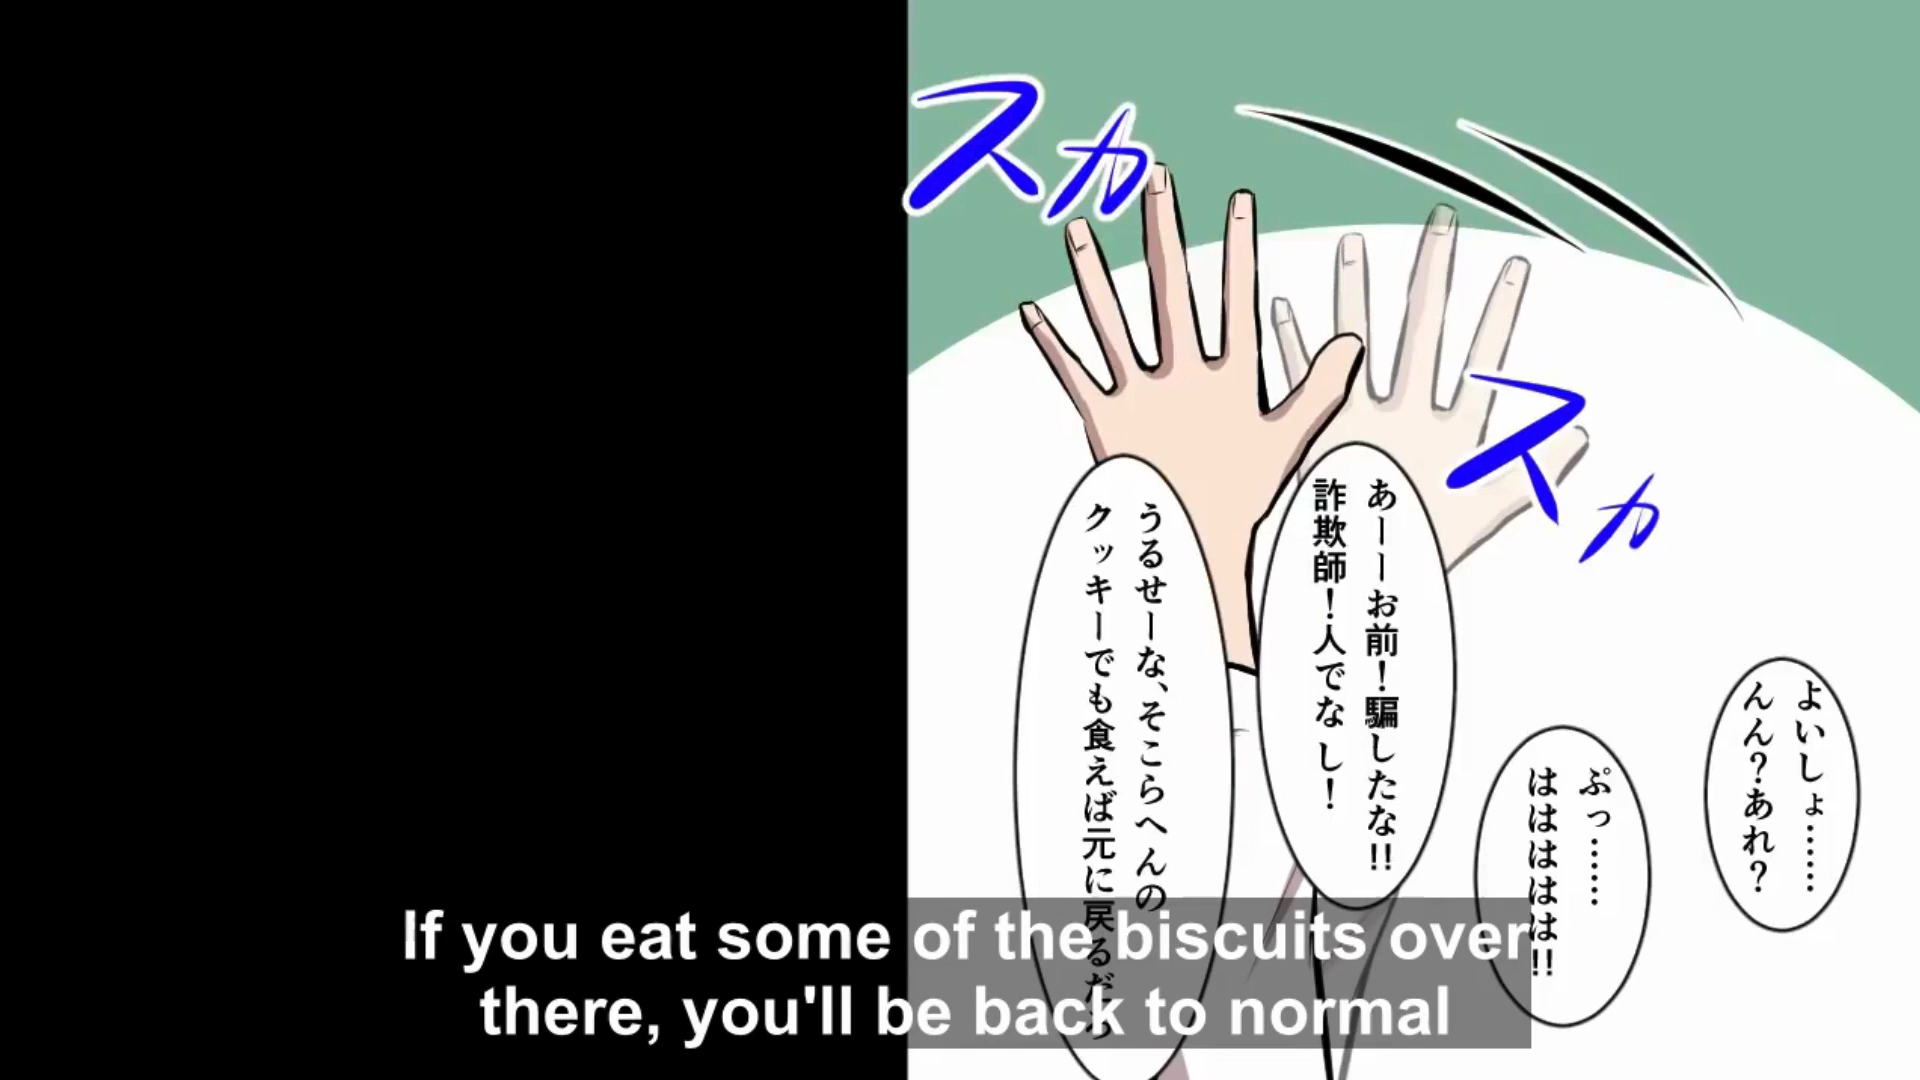 スカ
スカ
よいしょ……
んん？あれ？
ぷっ……
はははははは!!
あーーお前！騙したな!!
詐欺師！人でなし！
うるせーな、そこらへんの
クッキーでも食えば元に戻るだろ
If you eat some of the biscuits over
there, you'll be back to normal